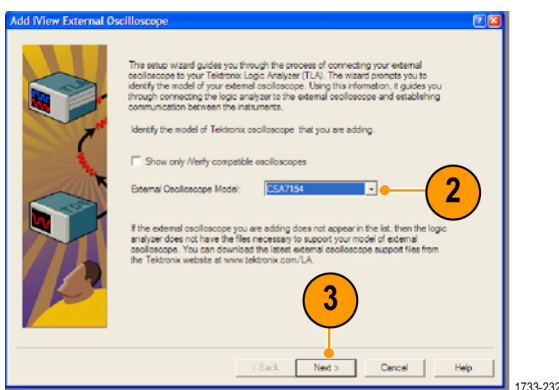 Add iView External Oscilloscope
This setup wizard guides you through the process of connecting your external
oscilloscope to your Tektronix Logic Analyzer (TLA). The wizard prompts you to
identify the model of your external oscilloscope. Using this information, it guides you
through connecting the logic analyzer to the external oscilloscope and establishing
communication between the instruments.
Identify the model of Tektronix oscilloscope that you are adding.
Show only iVerify compatible oscilloscopes
External Oscilloscope Model: CSA7154
2
If the external oscilloscope you are adding does not appear in the list, then the logic
analyzer does not have the files necessary to support your model of external
oscilloscope. You can download the latest external oscilloscope support files from
the Tektronix website at www.tektronix.com/LA.
3
< Back Next > Cancel Help
TLA
TDS
1733-232